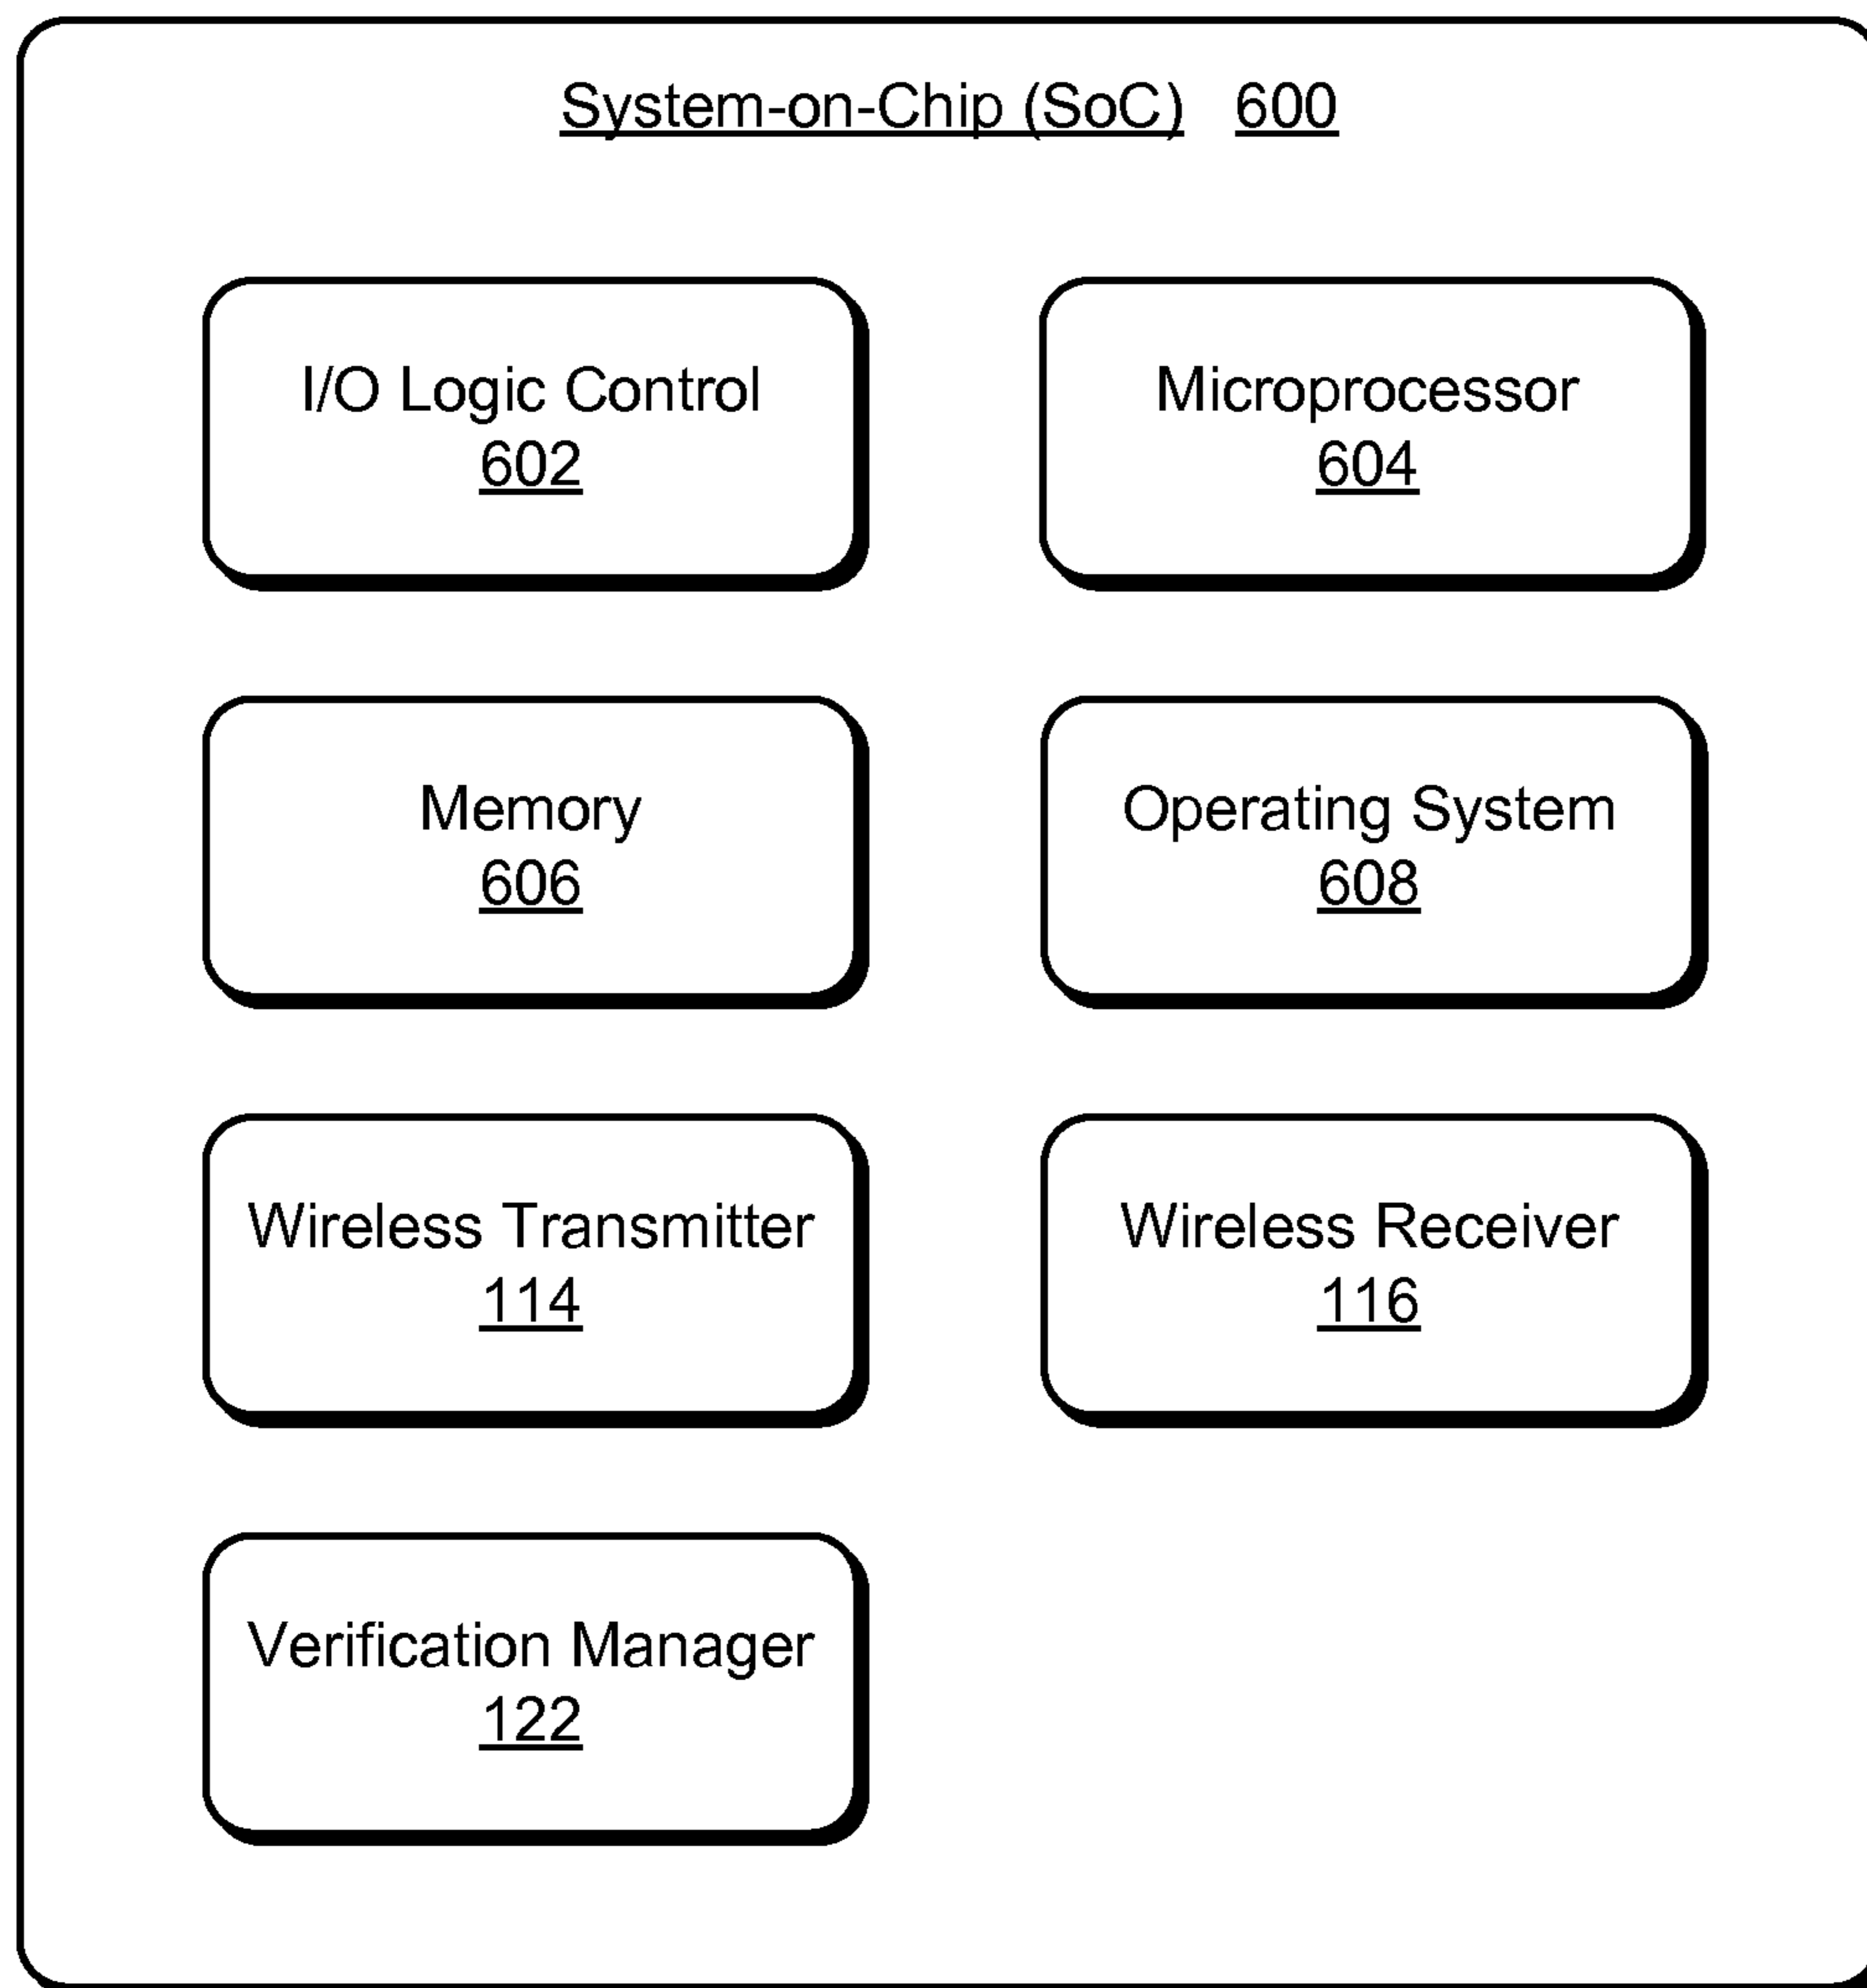 System-on-Chip (SoC) 600
I/O Logic Control
602
Microprocessor
604
Memory
606
Operating System
608
Wireless Transmitter
114
Wireless Receiver
116
Verification Manager
122